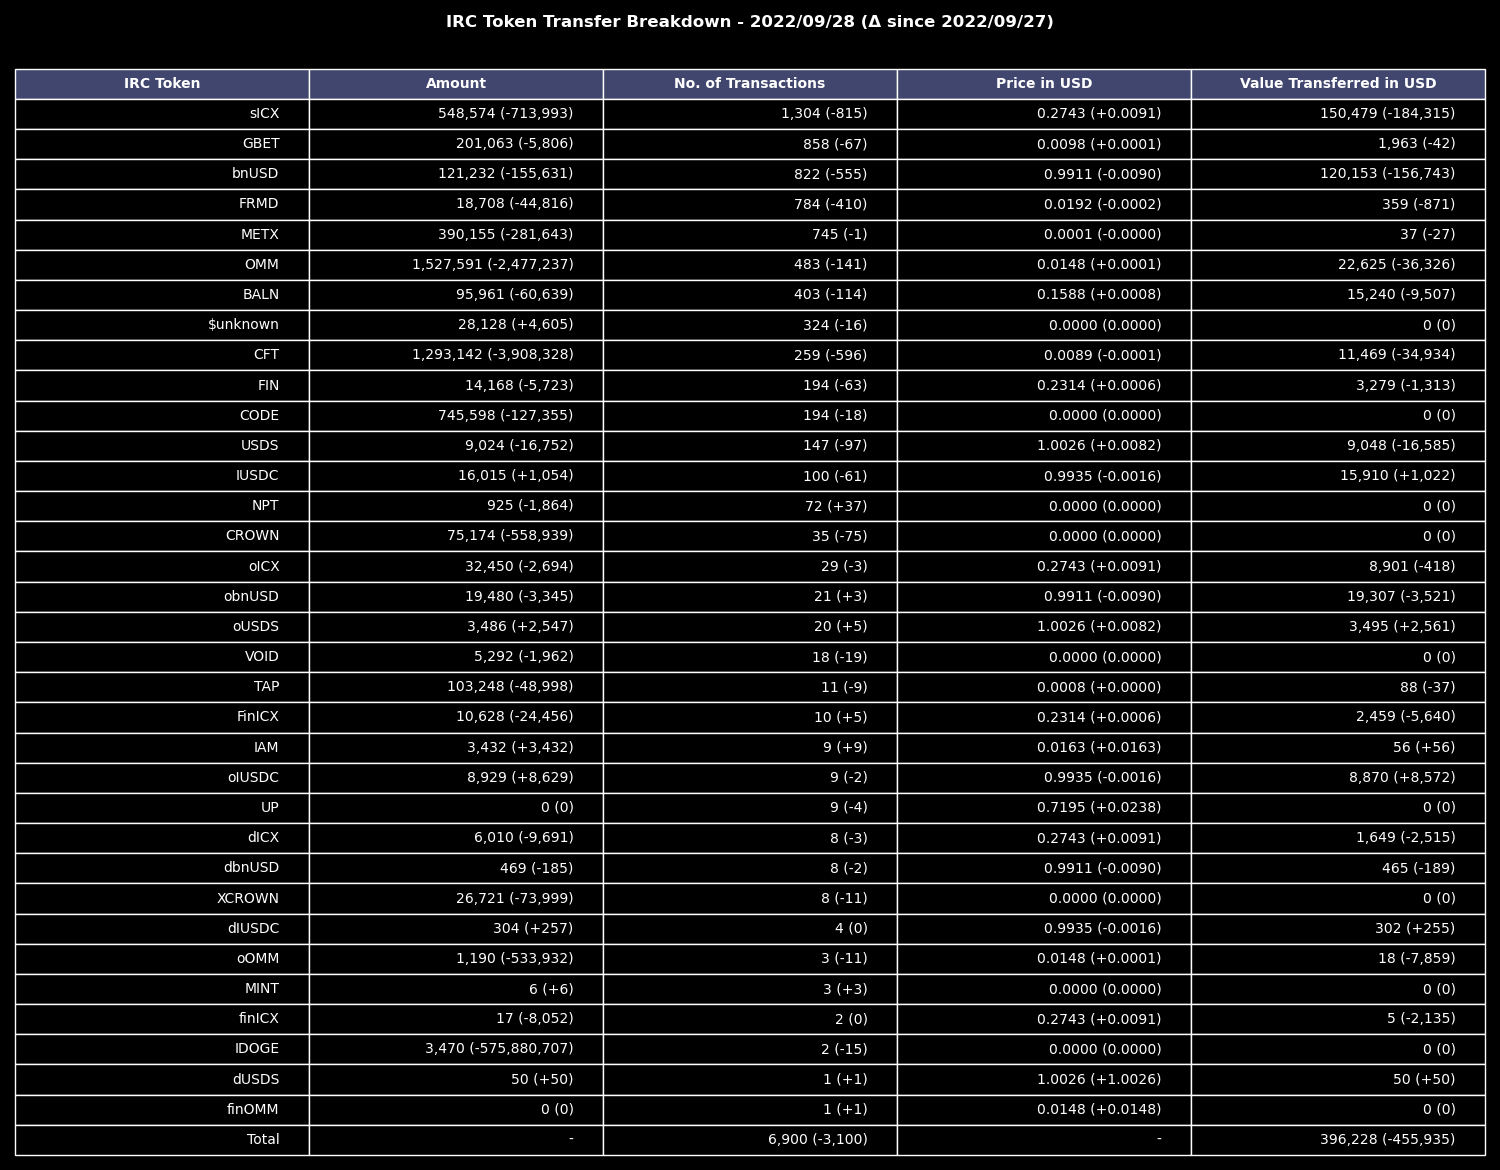 IRC Token Transfer Breakdown - 2022/09/28 (Δ since 2022/09/27)
IRC Token Amount No. of Transactions Price in USD Value Transferred in USD
sICX 548,574 (-713,993) 1,304 (-815) 0.2743 (+0.0091) 150,479 (-184,315)
GBET 201,063 (-5,806) 858 (-67) 0.0098 (+0.0001) 1,963 (-42)
bnUSD 121,232 (-155,631) 822 (-555) 0.9911 (-0.0090) 120,153 (-156,743)
FRMD 18,708 (-44,816) 784 (-410) 0.0192 (-0.0002) 359 (-871)
METX 390,155 (-281,643) 745 (-1) 0.0001 (-0.0000) 37 (-27)
OMM 1,527,591 (-2,477,237) 483 (-141) 0.0148 (+0.0001) 22,625 (-36,326)
BALN 95,961 (-60,639) 403 (-114) 0.1588 (+0.0008) 15,240 (-9,507)
$unknown 28,128 (+4,605) 324 (-16) 0.0000 (0.0000) 0 (0)
CFT 1,293,142 (-3,908,328) 259 (-596) 0.0089 (-0.0001) 11,469 (-34,934)
FIN 14,168 (-5,723) 194 (-63) 0.2314 (+0.0006) 3,279 (-1,313)
CODE 745,598 (-127,355) 194 (-18) 0.0000 (0.0000) 0 (0)
USDS 9,024 (-16,752) 147 (-97) 1.0026 (+0.0082) 9,048 (-16,585)
IUSDC 16,015 (+1,054) 100 (-61) 0.9935 (-0.0016) 15,910 (+1,022)
NPT 925 (-1,864) 72 (+37) 0.0000 (0.0000) 0 (0)
CROWN 75,174 (-558,939) 35 (-75) 0.0000 (0.0000) 0 (0)
oICX 32,450 (-2,694) 29 (-3) 0.2743 (+0.0091) 8,901 (-418)
obnUSD 19,480 (-3,345) 21 (+3) 0.9911 (-0.0090) 19,307 (-3,521)
oUSDS 3,486 (+2,547) 20 (+5) 1.0026 (+0.0082) 3,495 (+2,561)
VOID 5,292 (-1,962) 18 (-19) 0.0000 (0.0000) 0 (0)
TAP 103,248 (-48,998) 11 (-9) 0.0008 (+0.0000) 88 (-37)
FinICX 10,628 (-24,456) 10 (+5) 0.2314 (+0.0006) 2,459 (-5,640)
IAM 3,432 (+3,432) 9 (+9) 0.0163 (+0.0163) 56 (+56)
oIUSDC 8,929 (+8,629) 9 (-2) 0.9935 (-0.0016) 8,870 (+8,572)
UP 0 (0) 9 (-4) 0.7195 (+0.0238) 0 (0)
dICX 6,010 (-9,691) 8 (-3) 0.2743 (+0.0091) 1,649 (-2,515)
dbnUSD 469 (-185) 8 (-2) 0.9911 (-0.0090) 465 (-189)
XCROWN 26,721 (-73,999) 8 (-11) 0.0000 (0.0000) 0 (0)
dIUSDC 304 (+257) 4 (0) 0.9935 (-0.0016) 302 (+255)
oOMM 1,190 (-533,932) 3 (-11) 0.0148 (+0.0001) 18 (-7,859)
MINT 6 (+6) 3 (+3) 0.0000 (0.0000) 0 (0)
finICX 17 (-8,052) 2 (0) 0.2743 (+0.0091) 5 (-2,135)
IDOGE 3,470 (-575,880,707) 2 (-15) 0.0000 (0.0000) 0 (0)
dUSDS 50 (+50) 1 (+1) 1.0026 (+1.0026) 50 (+50)
finOMM 0 (0) 1 (+1) 0.0148 (+0.0148) 0 (0)
Total - 6,900 (-3,100) - 396,228 (-455,935)